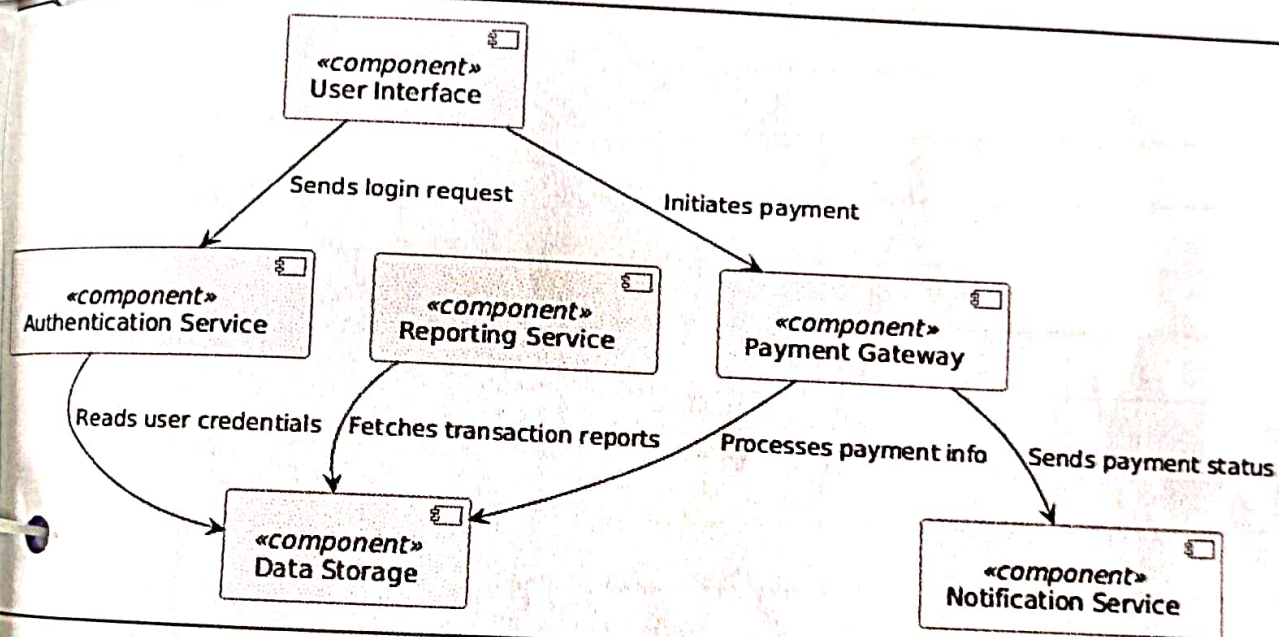 «component»
User Interface
Sends login request
Initiates payment
«component»
Authentication Service
«component»
Reporting Service
«component»
Payment Gateway
Reads user credentials
Fetches transaction reports
Processes payment info
Sends payment status
«component»
Data Storage
«component»
Notification Service